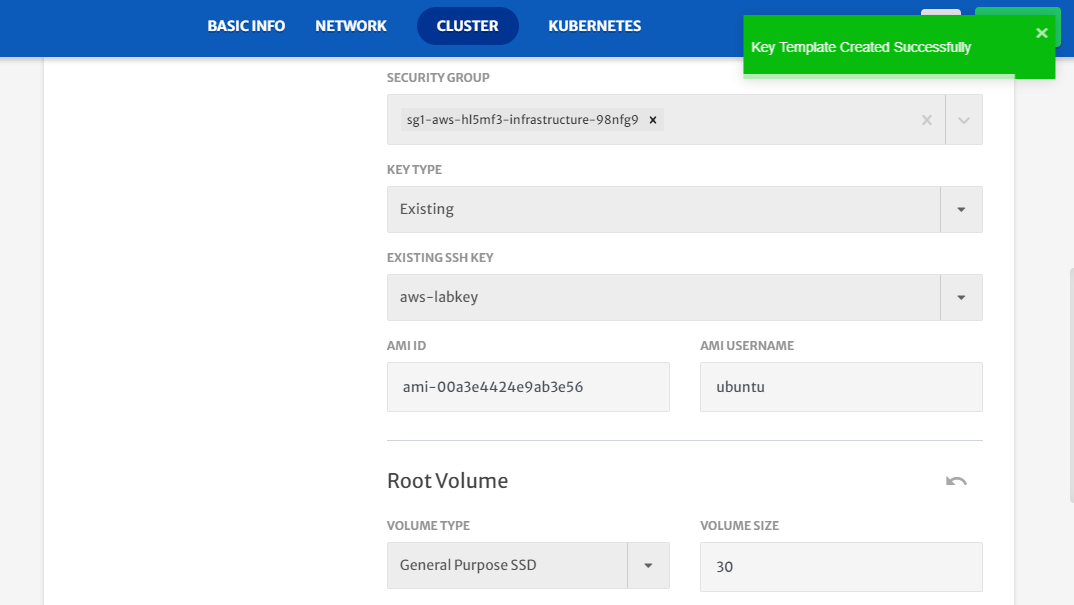 BASIC INFO NETWORK CLUSTER KUBERNETES
Key Template Created Successfully
SECURITY GROUP
sg1-aws-hl5mf3-infrastructure-98nfg9
KEY TYPE
Existing
EXISTING SSH KEY
aws-labkey
AMI ID AMI USERNAME
ami-00a3e4424e9ab3e56 ubuntu
Root Volume
VOLUME TYPE VOLUME SIZE
General Purpose SSD 30